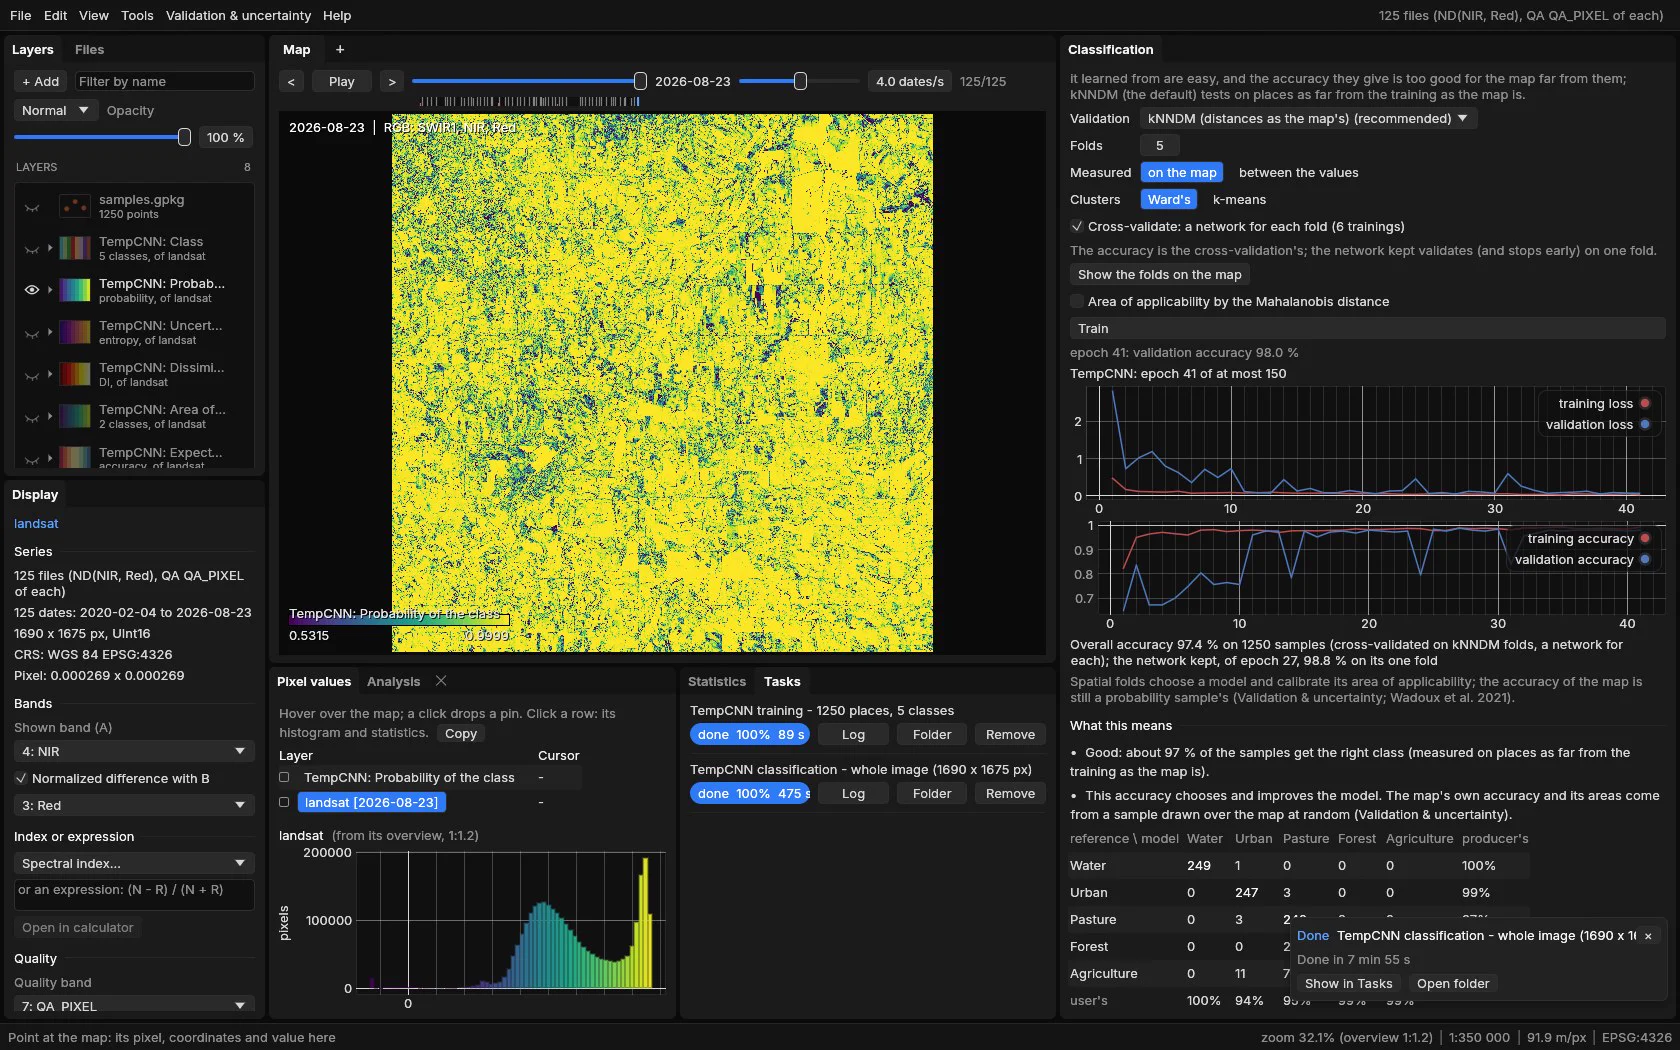 File Edit View Tools Validation & uncertainty Help
125 files (ND(NIR, Red), QA QA_PIXEL of each)
Layers Files
+ Add Filter by name
Normal Opacity
100 %
LAYERS 8
samples.gpkg
1250 points
TempCNN: Class
5 classes, of landsat
TempCNN: Probab...
probability, of landsat
TempCNN: Uncert...
entropy, of landsat
TempCNN: Dissimi...
DI, of landsat
TempCNN: Area of...
2 classes, of landsat
TempCNN: Expect...
accuracy, of landsat
Display
landsat
Series
125 files (ND(NIR, Red), QA QA_PIXEL
of each)
125 dates: 2020-02-04 to 2026-08-23
1690 x 1675 px, UInt16
CRS: WGS 84 EPSG:4326
Pixel: 0.000269 x 0.000269
Bands
Shown band (A)
4: NIR
Normalized difference with B
3: Red
Index or expression
Spectral index...
or an expression: (N - R) / (N + R)
Open in calculator
Quality
Quality band
7: QA_PIXEL
Map +
< Play > 2026-08-23 4.0 dates/s 125/125
2026-08-23 | RGB: SWIR1, NIR, Red
TempCNN: Probability of the class
0.5315 0.9999
Pixel values Analysis
Hover over the map; a click drops a pin. Click a row: its
histogram and statistics. Copy
Layer Cursor
TempCNN: Probability of the class -
landsat [2026-08-23] -
landsat (from its overview, 1:1.2)
200000
100000
0
pixels
0
Statistics Tasks
TempCNN training - 1250 places, 5 classes
done 100% 89 s Log Folder Remove
TempCNN classification - whole image (1690 x 1675 px)
done 100% 475 s Log Folder Remove
Classification
it learned from are easy, and the accuracy they give is too good for the map far from them;
kNNDM (the default) tests on places as far from the training as the map is.
Validation kNNDM (distances as the map's) (recommended)
Folds 5
Measured on the map between the values
Clusters Ward's k-means
Cross-validate: a network for each fold (6 trainings)
The accuracy is the cross-validation's; the network kept validates (and stops early) on one fold.
Show the folds on the map
Area of applicability by the Mahalanobis distance
Train
epoch 41: validation accuracy 98.0 %
TempCNN: epoch 41 of at most 150
training loss
validation loss
2
1
0
0 10 20 30 40
training accuracy
validation accuracy
1
0.9
0.8
0.7
0 10 20 30 40
Overall accuracy 97.4 % on 1250 samples (cross-validated on kNNDM folds, a network for
each); the network kept, of epoch 27, 98.8 % on its one fold
Spatial folds choose a model and calibrate its area of applicability; the accuracy of the map is
still a probability sample's (Validation & uncertainty; Wadoux et al. 2021).
What this means
• Good: about 97 % of the samples get the right class (measured on places as far from the
training as the map is).
• This accuracy chooses and improves the model. The map's own accuracy and its areas come
from a sample drawn over the map at random (Validation & uncertainty).
reference \ model Water Urban Pasture Forest Agriculture producer's
Water 249 1 0 0 0 100%
Urban 0 247 3 0 0 99%
Pasture 0 3
Forest 0 0 2
Agriculture 0 11 7
user's 100% 94%
Done TempCNN classification - whole image (1690 x 1
Done in 7 min 55 s
Show in Tasks Open folder
Point at the map: its pixel, coordinates and value here
zoom 32.1% (overview 1:1.2) | 1:350 000 | 91.9 m/px | EPSG:4326